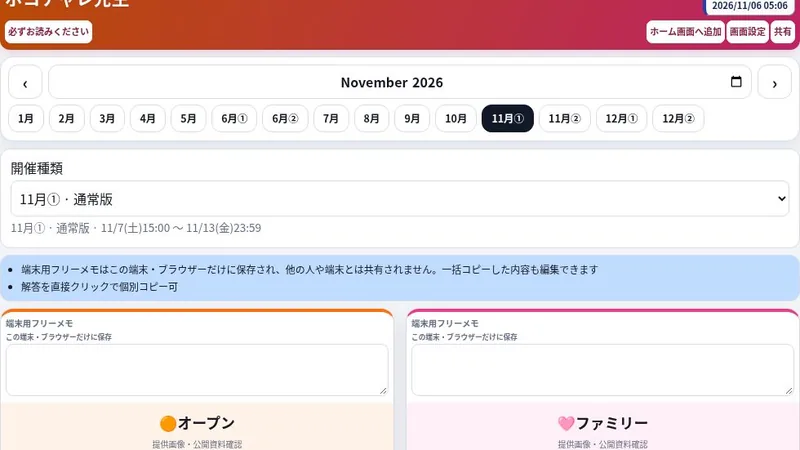 2026/11/06 05:06
必ずお読みください
ホーム画面へ追加
画面設定
共有
‹
November 2026
›
1月
2月
3月
4月
5月
6月①
6月②
7月
8月
9月
10月
11月①
11月②
12月①
12月②
開催種類
11月①・通常版
11月①・通常版・11/7(土)15:00 〜 11/13(金)23:59
• 端末用フリーメモはこの端末・ブラウザーだけに保存され、他の人や端末とは共有されません。一括コピーした内容も編集できます
• 解答を直接クリックで個別コピー可
端末用フリーメモ
この端末・ブラウザーだけに保存
🟠オープン
提供画像・公開資料確認
端末用フリーメモ
この端末・ブラウザーだけに保存
🩷ファミリー
提供画像・公開資料確認